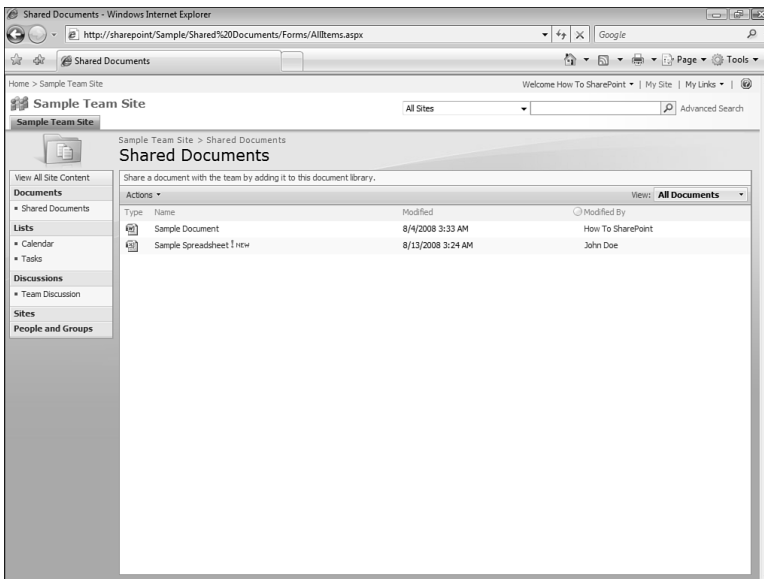 Shared Documents - Windows Internet Explorer
http://sharepoint/Sample/Shared%20Documents/Forms/AllItems.aspx
Google
Shared Documents
Page
Tools
Home > Sample Team Site
Welcome How To SharePoint | My Site | My Links |
Sample Team Site
All Sites
Advanced Search
Sample Team Site
Sample Team Site > Shared Documents
Shared Documents
View All Site Content
Share a document with the team by adding it to this document library.
Documents
Actions
View: All Documents
Shared Documents
Type Name Modified Modified By
Lists
Sample Document 8/4/2008 3:33 AM How To SharePoint
Calendar
Sample Spreadsheet ! NEW 8/13/2008 3:24 AM John Doe
Tasks
Discussions
Team Discussion
Sites
People and Groups